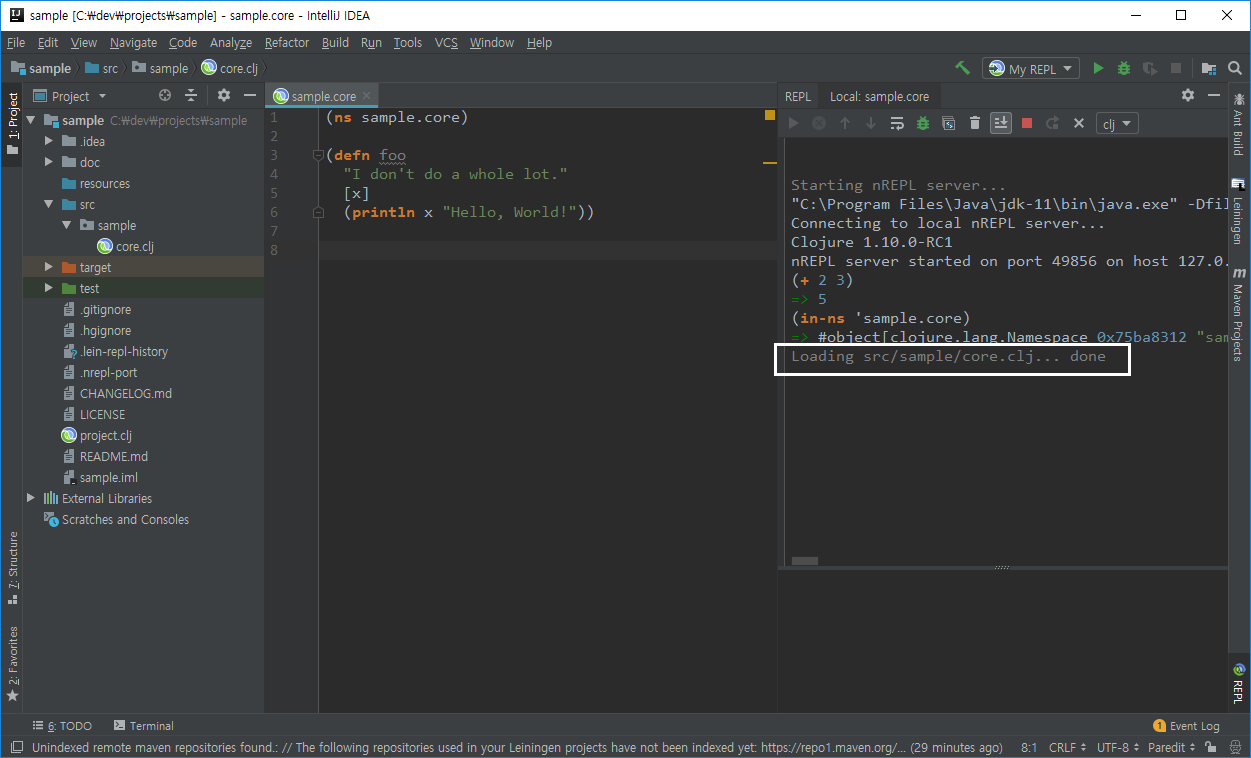 sample [C:₩dev₩projects₩sample] - sample.core - IntelliJ IDEA
File Edit View Navigate Code Analyze Refactor Build Run Tools VCS Window Help
sample src sample core.clj My REPL
Project
sample.core
REPL Local: sample.core
1: Project
sample C:₩dev₩projects₩sample
.idea
doc
resources
src
sample
core.clj
target
test
.gitignore
.hgignore
.lein-repl-history
.nrepl-port
CHANGELOG.md
LICENSE
project.clj
README.md
sample.iml
External Libraries
Scratches and Consoles
7: Structure
2: Favorites
1 (ns sample.core)
2
3 (defn foo
4 "I don't do a whole lot."
5 [x]
6 (println x "Hello, World!"))
7
8
clj
Starting nREPL server...
"C:\Program Files\Java\jdk-11\bin\java.exe" -Dfil
Connecting to local nREPL server...
Clojure 1.10.0-RC1
nREPL server started on port 49856 on host 127.0.
(+ 2 3)
=> 5
(in-ns 'sample.core)
=> #object[clojure.lang.Namespace 0x75ba8312 "sam
Loading src/sample/core.clj... done
Ant Build
Leiningen
m Maven Projects
REPL
6: TODO Terminal 1 Event Log
Unindexed remote maven repositories found.: // The following repositories used in your Leiningen projects have not been indexed yet: https://repo1.maven.org/... (29 minutes ago) 8:1 CRLF UTF-8 Paredit